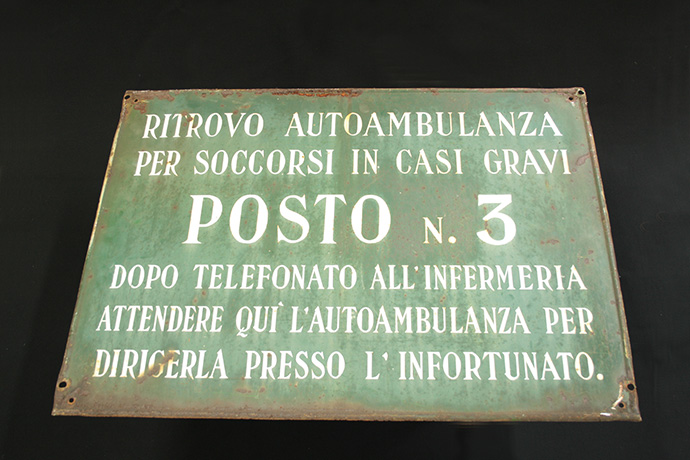 RITROVO AUTOAMBULANZA
PER SOCCORSI IN CASI GRAVI
POSTO N. 3
DOPO TELEFONATO ALL'INFERMERIA
ATTENDERE QUÌ L'AUTOAMBULANZA PER
DIRIGERLA PRESSO L'INFORTUNATO.